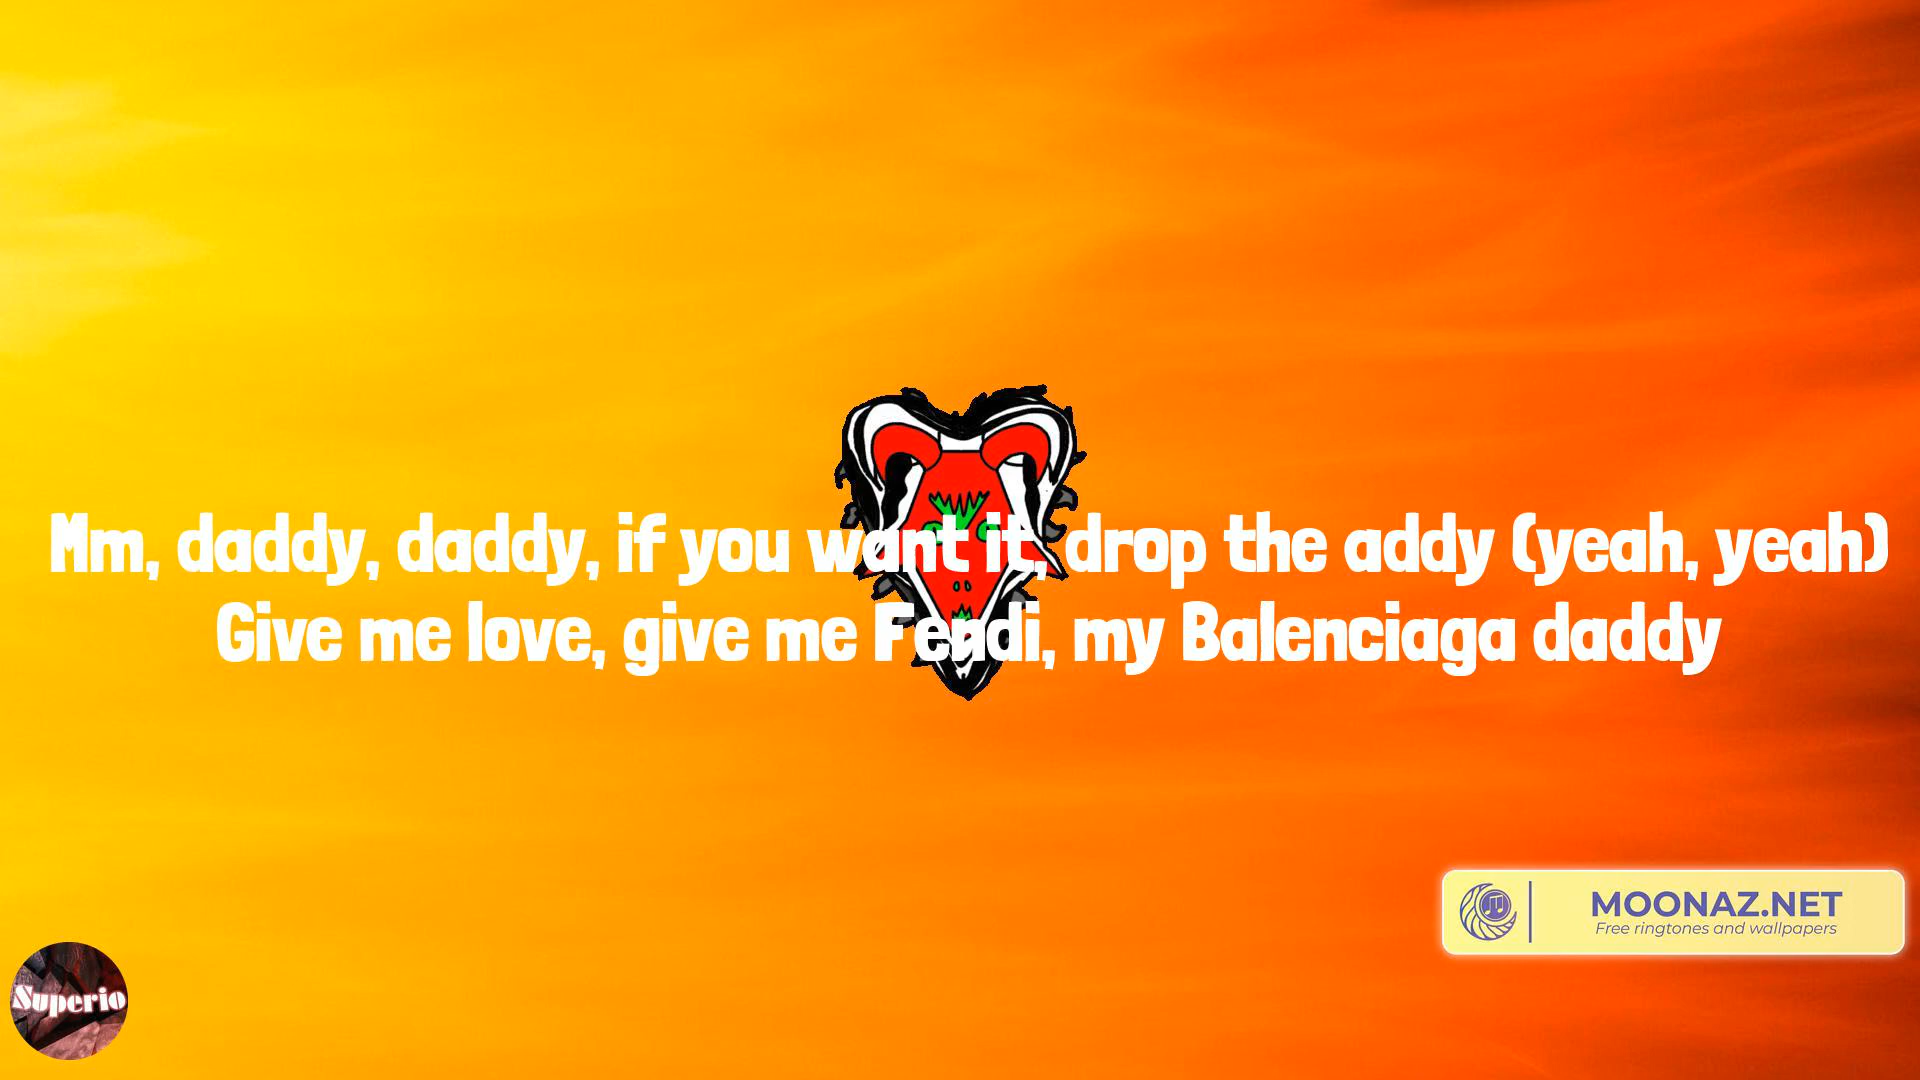 Mm, daddy, daddy, if you want it, drop the addy (yeah, yeah)
Give me love, give me Fendi, my Balenciaga daddy
MOONAZ.NET
Free ringtones and wallpapers
Superio